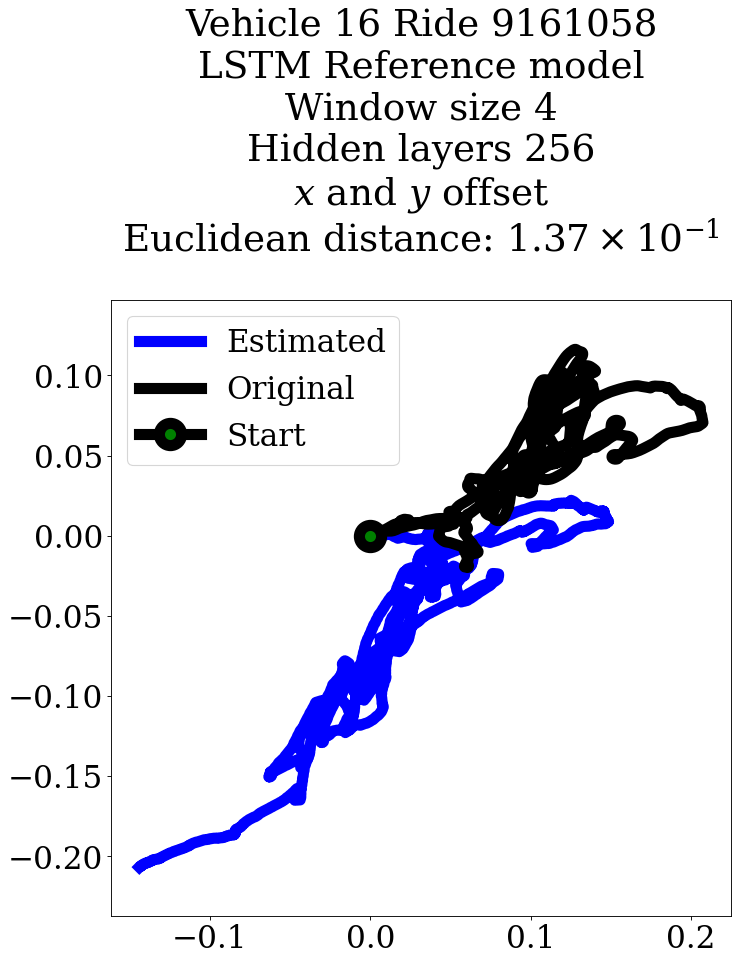 Vehicle 16 Ride 9161058
LSTM Reference model
Window size 4
Hidden layers 256
x and y offset
Euclidean distance: 1.37 × 10⁻¹
Estimated
Original
Start
0.10
0.05
0.00
−0.05
−0.10
−0.15
−0.20
−0.1 0.0 0.1 0.2